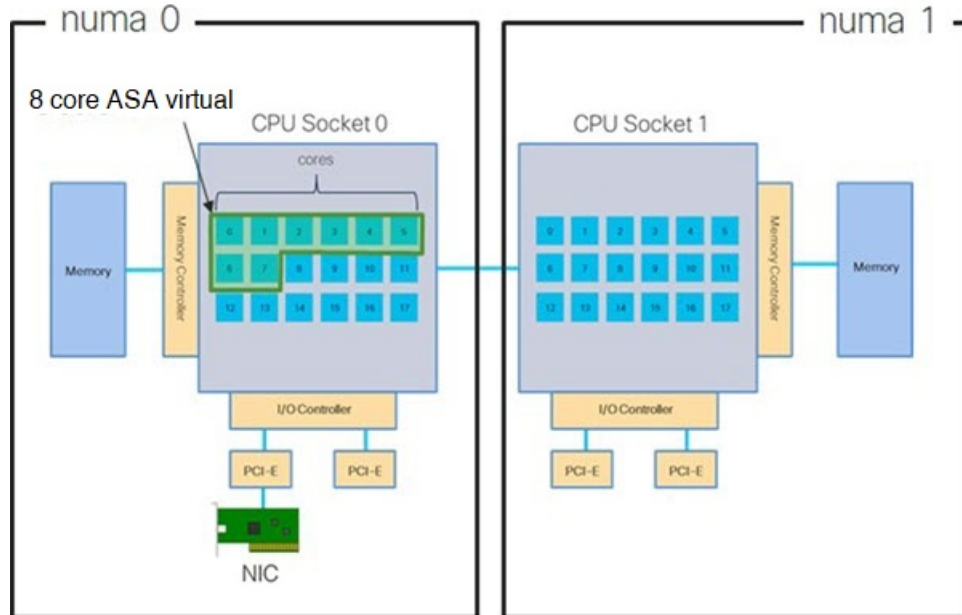 numa 0
numa 1
8 core ASA virtual
CPU Socket 0
CPU Socket 1
cores
Memory
Memory Controller
0 1 2 3 4 5
6 7 8 9 10 11
12 13 14 15 16 17
0 1 2 3 4 5
6 7 8 9 10 11
12 13 14 15 16 17
Memory Controller
Memory
I/O Controller
I/O Controller
PCI-E
PCI-E
PCI-E
PCI-E
NIC